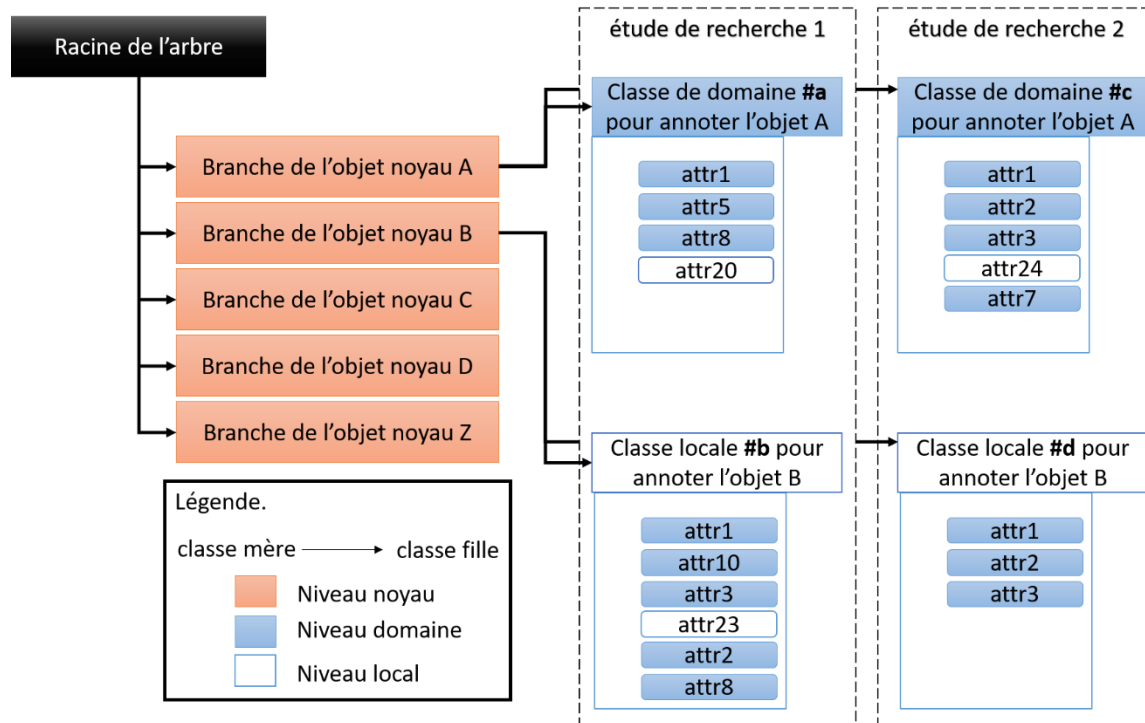 Racine de l’arbre
Branche de l’objet noyau A
Branche de l’objet noyau B
Branche de l’objet noyau C
Branche de l’objet noyau D
Branche de l’objet noyau Z
Légende.
classe mère
classe fille
Niveau noyau
Niveau domaine
Niveau local
étude de recherche 1
Classe de domaine #a
pour annoter l’objet A
attr1
attr5
attr8
attr20
Classe locale #b pour
annoter l’objet B
attr1
attr10
attr3
attr23
attr2
attr8
étude de recherche 2
Classe de domaine #c
pour annoter l’objet A
attr1
attr2
attr3
attr24
attr7
Classe locale #d pour
annoter l’objet B
attr1
attr2
attr3